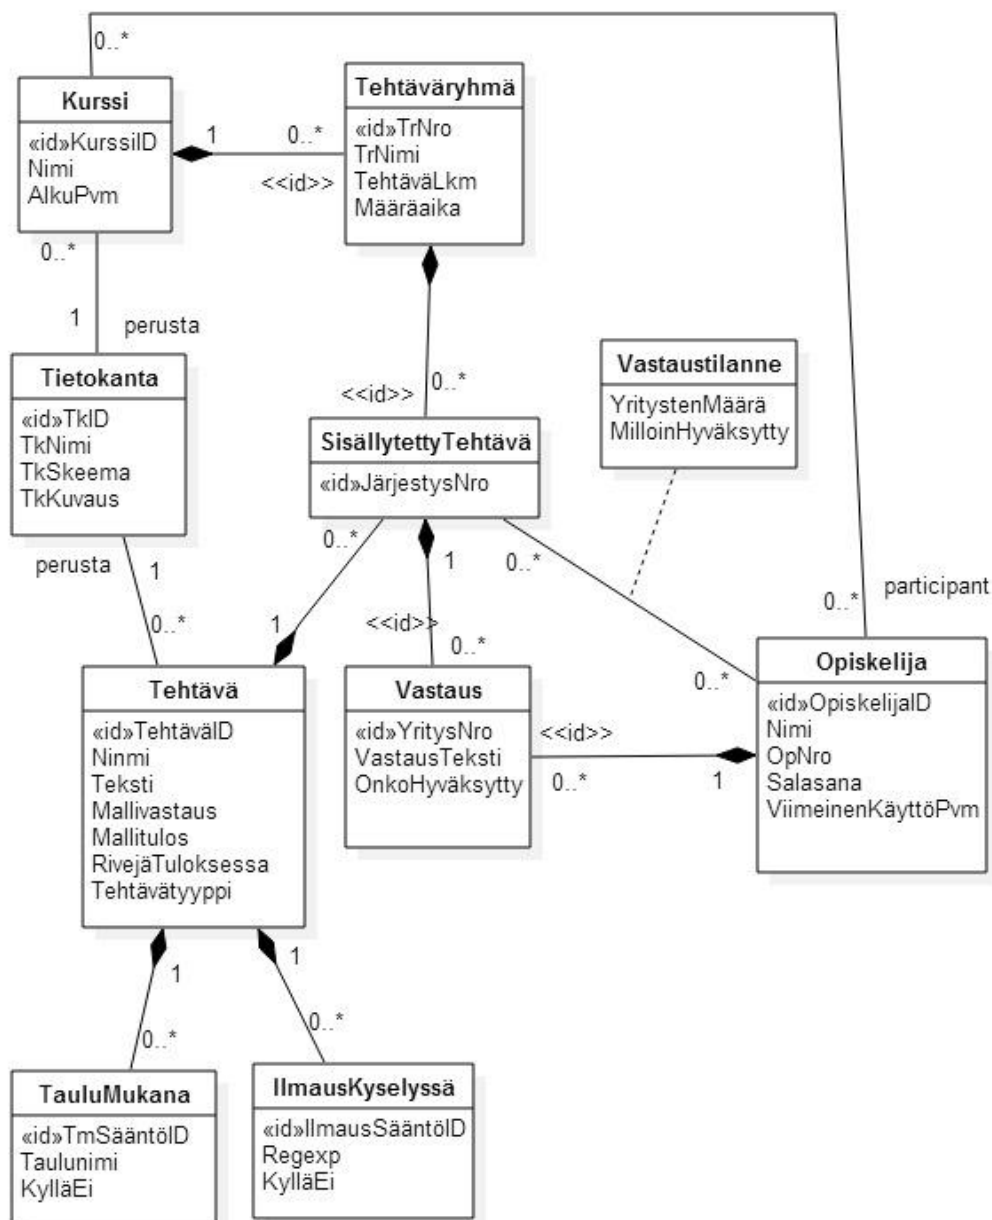 0..*
Kurssi
«id»KurssiID
Nimi
AlkuPvm
1
0..*
<<id>>
Tehtäväryhmä
«id»TrNro
TrNimi
TehtäväLkm
Määräaika
0..*
1
perusta
Tietokanta
«id»TkID
TkNimi
TkSkeema
TkKuvaus
<<id>>
0..*
SisällytettyTehtävä
«id»JärjestysNro
Vastaustilanne
YritystenMäärä
MilloinHyväksytty
perusta
1
0..*
0..*
1
1
<<id>>
0..*
0..*
0..*
participant
0..*
Tehtävä
«id»TehtäväID
Ninmi
Teksti
Mallivastaus
Mallitulos
RivejäTuloksessa
Tehtävätyyppi
Vastaus
«id»YritysNro
VastausTeksti
OnkoHyväksytty
<<id>>
0..*
1
Opiskelija
«id»OpiskelijaID
Nimi
OpNro
Salasana
ViimeinenKäyttöPvm
1
0..*
1
0..*
TauluMukana
«id»TmSääntöID
Taulunimi
KylläEi
IlmausKyselyssä
«id»IlmausSääntöID
Regexp
KylläEi